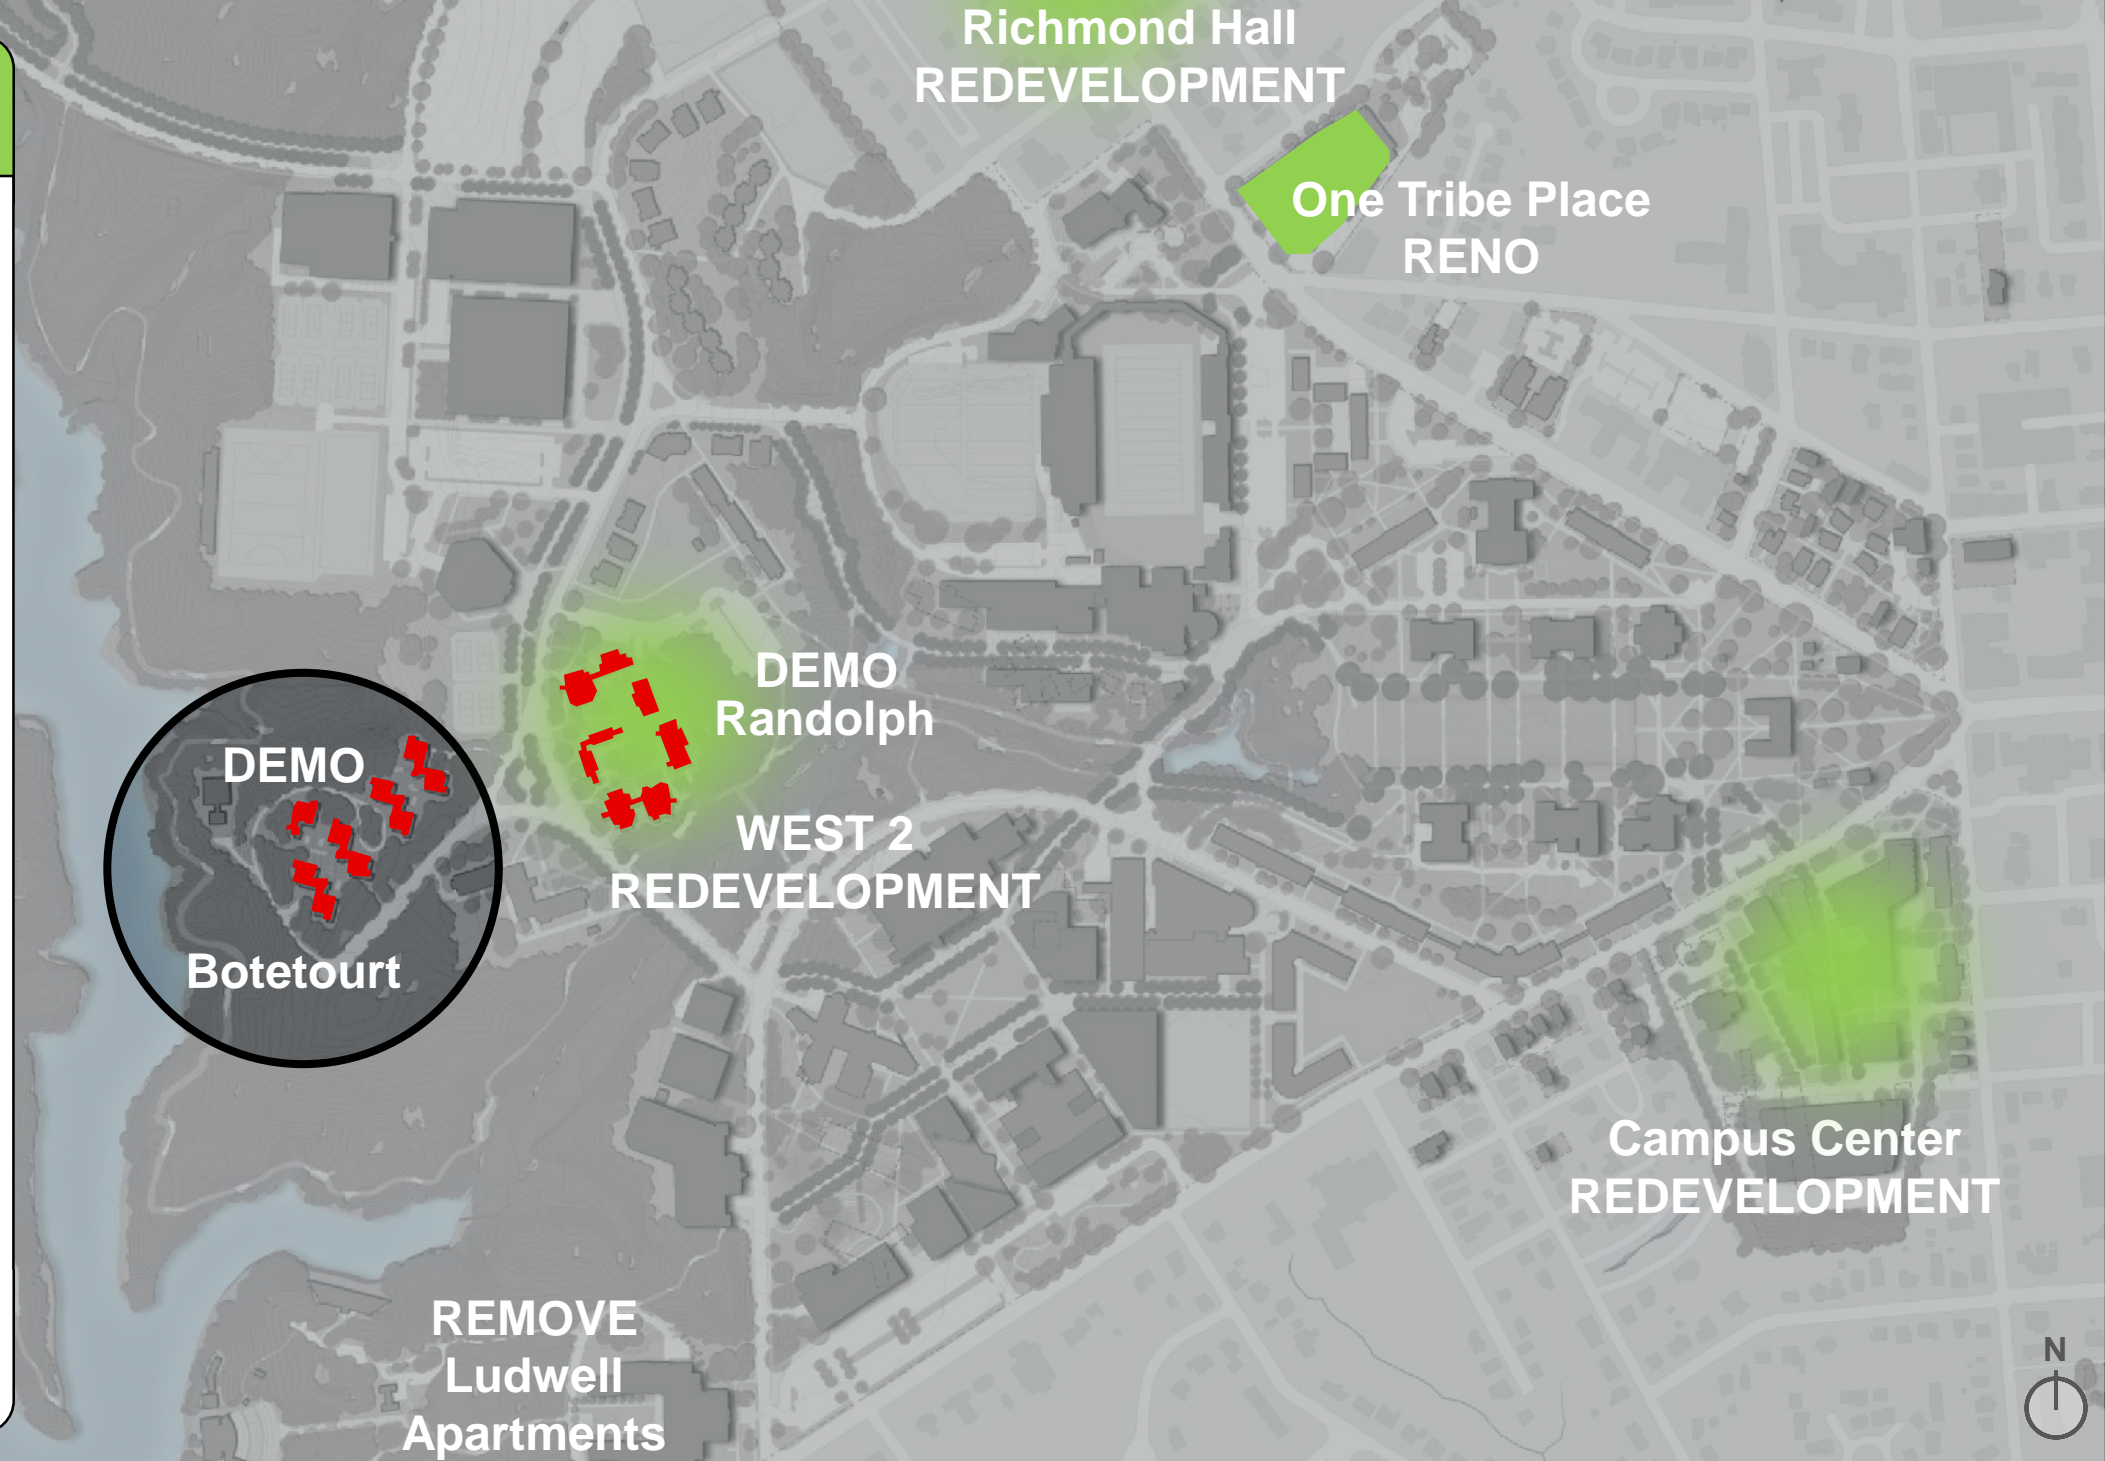 Richmond Hall
REDEVELOPMENT
One Tribe Place
RENO
DEMO
Randolph
DEMO
WEST 2
REDEVELOPMENT
Botetourt
Campus Center
REDEVELOPMENT
REMOVE
Ludwell
Apartments
N